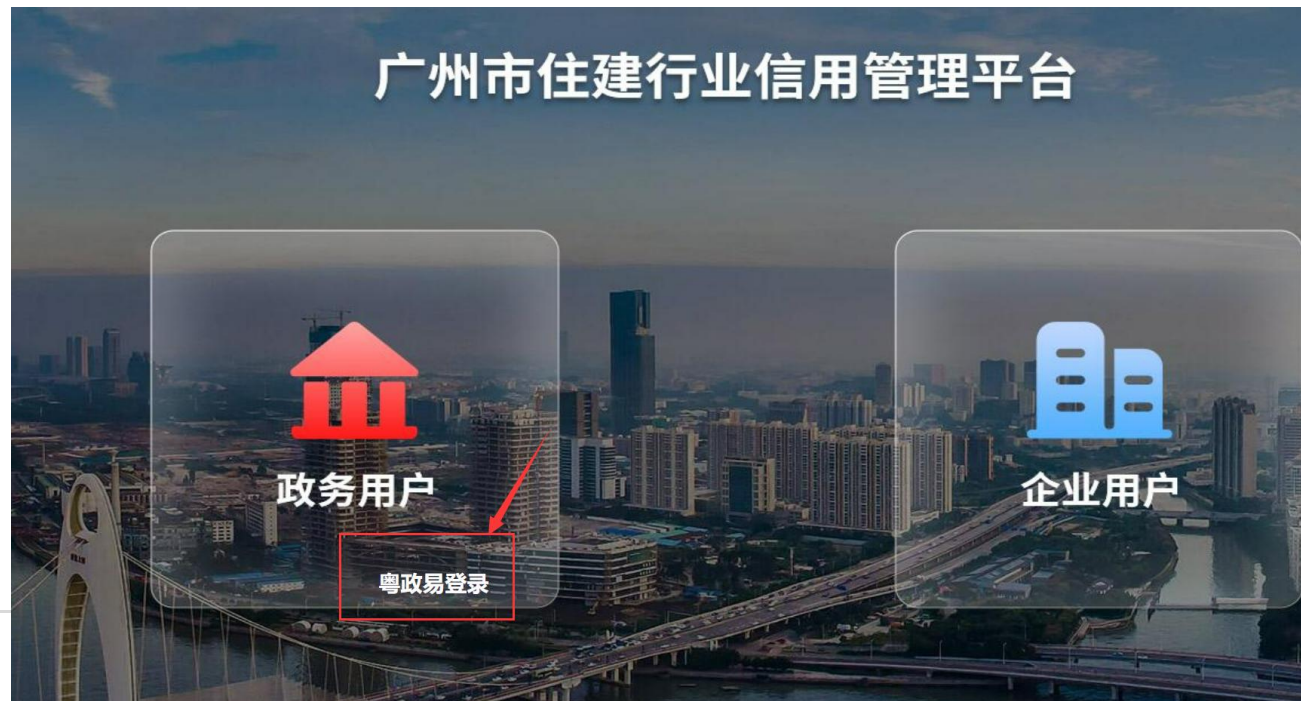 广州市住建行业信用管理平台
政务用户
企业用户
粤政易登录